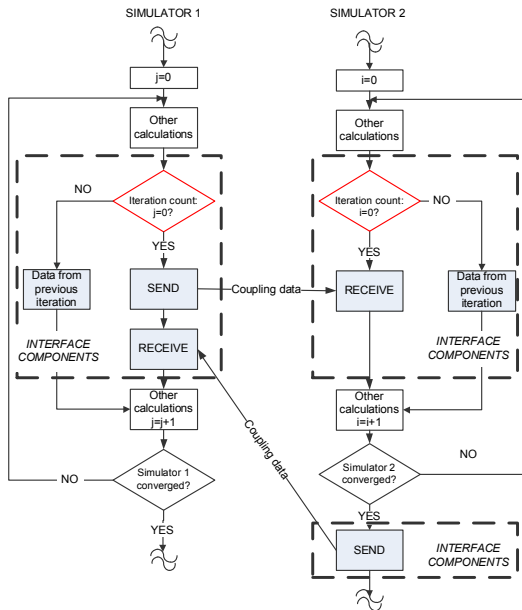 SIMULATOR 1
SIMULATOR 2
j=0
i=0
Other
calculations
Other
calculations
NO
Iteration count:
j=0?
Iteration count:
i=0?
NO
YES
YES
Data from
previous
iteration
SEND
Coupling data
RECEIVE
Data from
previous
iteration
INTERFACE
COMPONENTS
RECEIVE
INTERFACE
COMPONENTS
Other
calculations
j=j+1
Coupling data
Other
calculations
i=i+1
NO
Simulator 1
converged?
Simulator 2
converged?
NO
YES
YES
SEND
INTERFACE
COMPONENTS